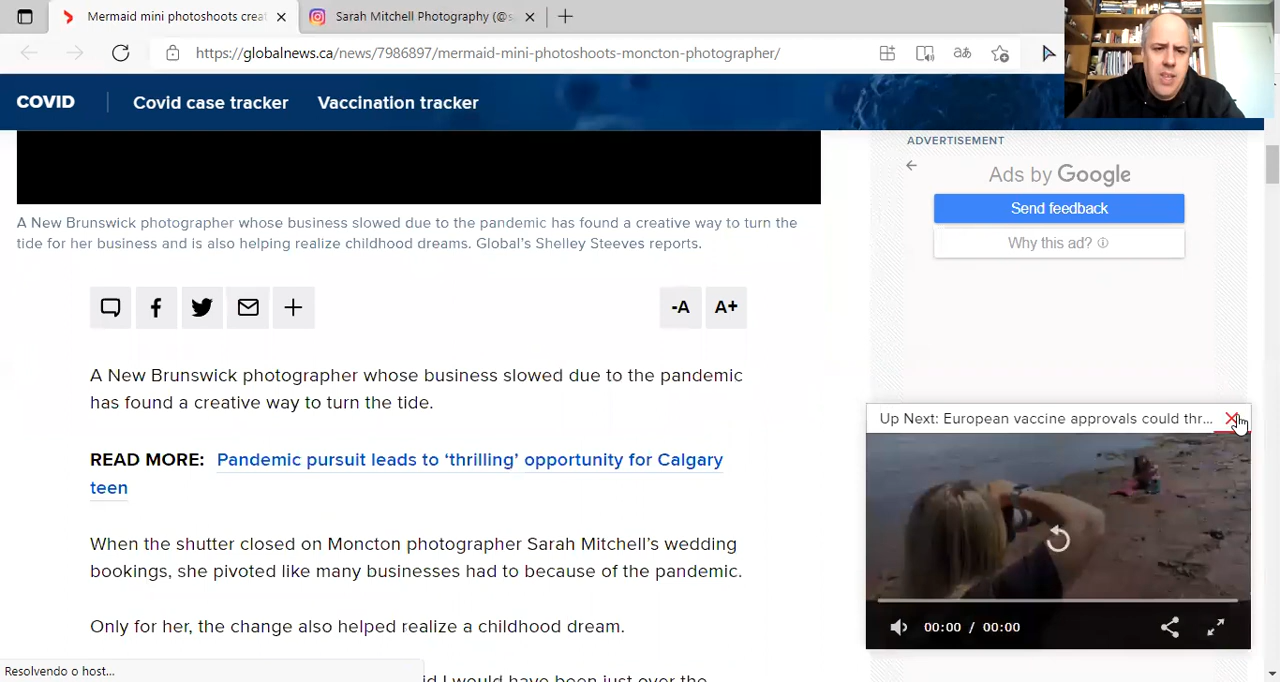 Mermaid mini photoshoots creat
Sarah Mitchell Photography (@s
https://globalnews.ca/news/7986897/mermaid-mini-photoshoots-moncton-photographer/
COVID
Covid case tracker
Vaccination tracker
A New Brunswick photographer whose business slowed due to the pandemic has found a creative way to turn the
tide for her business and is also helping realize childhood dreams. Global's Shelley Steeves reports.
-A
A+
A New Brunswick photographer whose business slowed due to the pandemic
has found a creative way to turn the tide.
READ MORE: Pandemic pursuit leads to ‘thrilling’ opportunity for Calgary
teen
When the shutter closed on Moncton photographer Sarah Mitchell’s wedding
bookings, she pivoted like many businesses had to because of the pandemic.
Only for her, the change also helped realize a childhood dream.
id I would have been just over the
Resolvendo o host...
ADVERTISEMENT
Ads by Google
Send feedback
Why this ad?
Up Next: European vaccine approvals could thr...
00:00 / 00:00